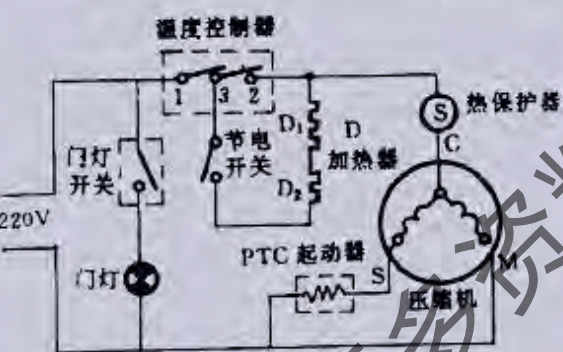 温度控制器
1 3 2
热保护器
S
C
D₁
D
加热器
D₂
节电
开关
门灯
开关
220V
PTC 起动器
S
M
门灯
压缩机
资